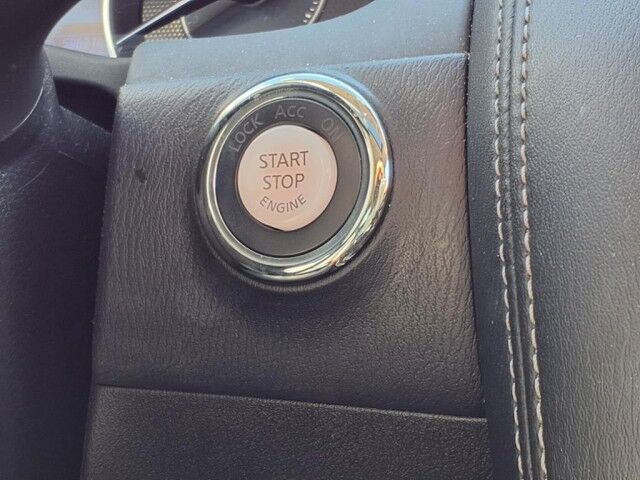 LOCK ACC ON
START
STOP
ENGINE